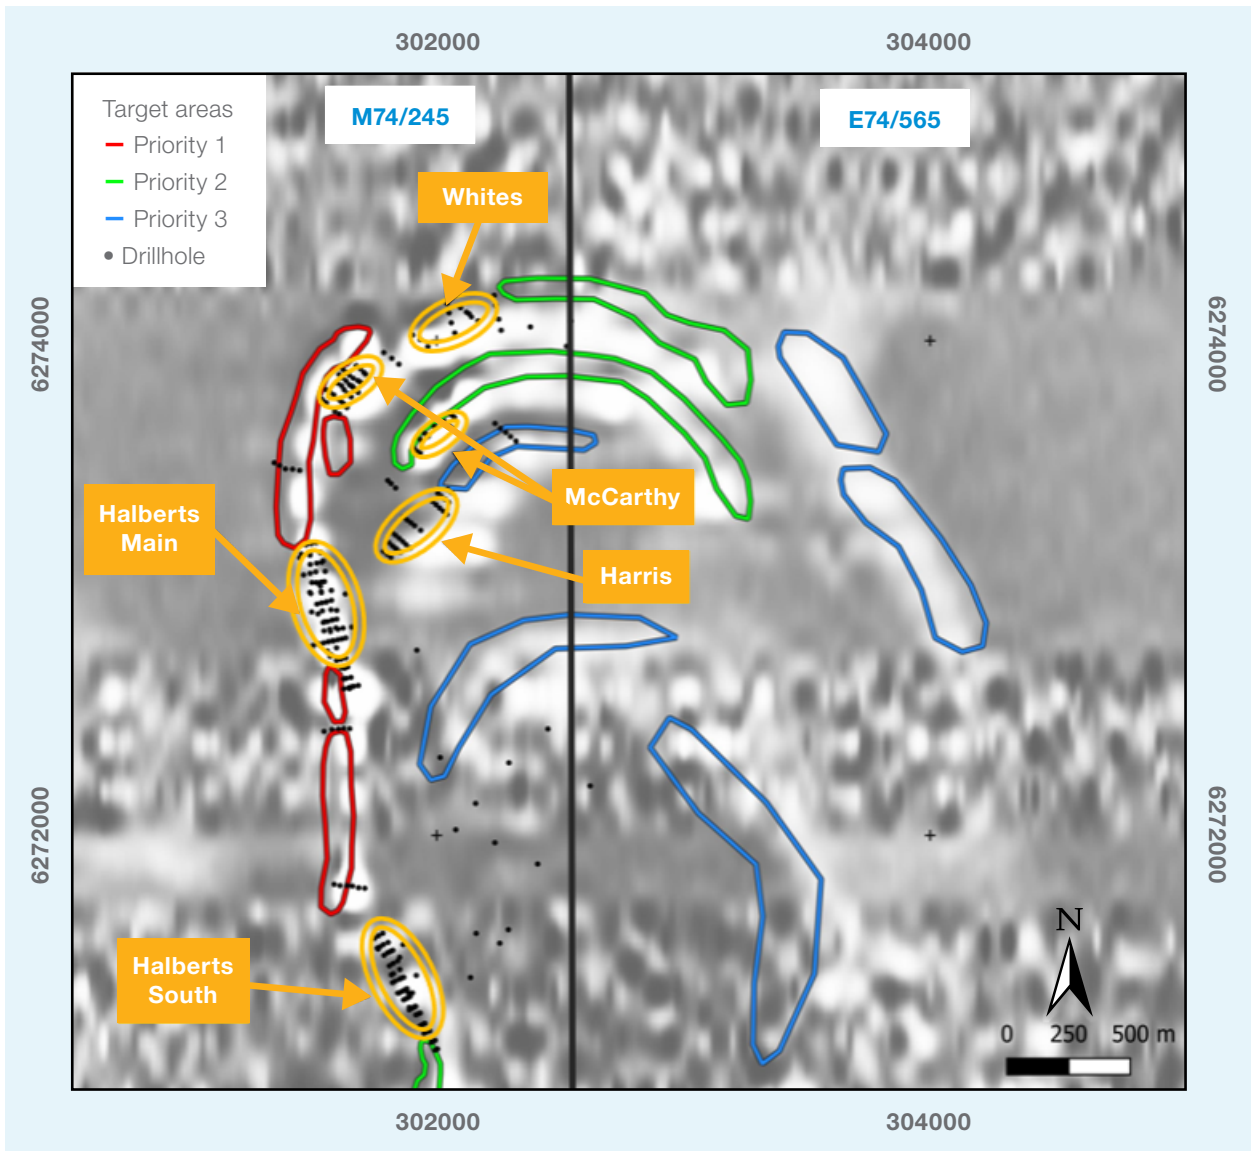 302000
304000
Target areas
Priority 1
Priority 2
Priority 3
Drillhole
M74/245
E74/565
Whites
6274000
6274000
McCarthy
Halberts
Main
Harris
6272000
6272000
Halberts
South
N
0 250 500 m
302000
304000